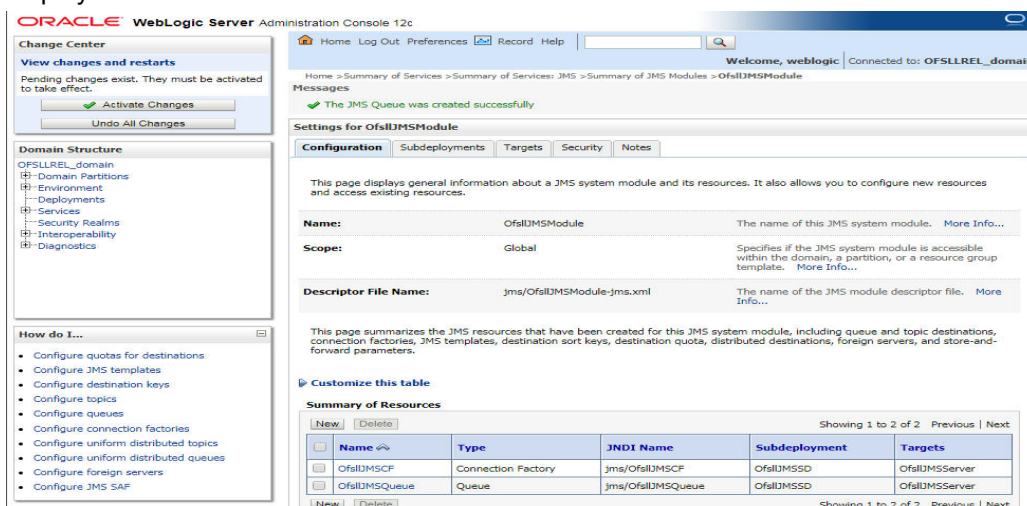 ORACLE WebLogic Server Administration Console 12c
Change Center
View changes and restarts
Pending changes exist. They must be activated
to take effect.
Activate Changes
Undo All Changes
Domain Structure
OFSLLREL_domain
Domain Partitions
Environment
Deployments
Services
Security Realms
Interoperability
Diagnostics
How do I...
Configure quotas for destinations
Configure JMS templates
Configure destination keys
Configure topics
Configure queues
Configure connection factories
Configure uniform distributed topics
Configure uniform distributed queues
Configure foreign servers
Configure JMS SAF
Home Log Out Preferences Record Help
Welcome, weblogic Connected to: OFSLLREL_domai
Home >Summary of Services >Summary of Services: JMS >Summary of JMS Modules >OfsllJMSModule
Messages
The JMS Queue was created successfully
Settings for OfsllJMSModule
Configuration Subdeployments Targets Security Notes
This page displays general information about a JMS system module and its resources. It also allows you to configure new resources
and access existing resources.
Name: OfsllJMSModule The name of this JMS system module. More Info...
Scope: Global Specifies if the JMS system module is accessible
within the domain, a partition, or a resource group
template. More Info...
Descriptor File Name: jms/OfsllJMSModule-jms.xml The name of the JMS module descriptor file. More
Info...
This page summarizes the JMS resources that have been created for this JMS system module, including queue and topic destinations,
connection factories, JMS templates, destination sort keys, destination quota, distributed destinations, foreign servers, and store-and-
forward parameters.
Customize this table
Summary of Resources
New Delete Showing 1 to 2 of 2 Previous | Next
Name Type JNDI Name Subdeployment Targets
OfsllJMSCF Connection Factory jms/OfsllJMSCF OfsllJMSSD OfsllJMSServer
OfsllJMSQueue Queue jms/OfsllJMSQueue OfsllJMSSD OfsllJMSServer
New Delete Showing 1 to 2 of 2 Previous | Next